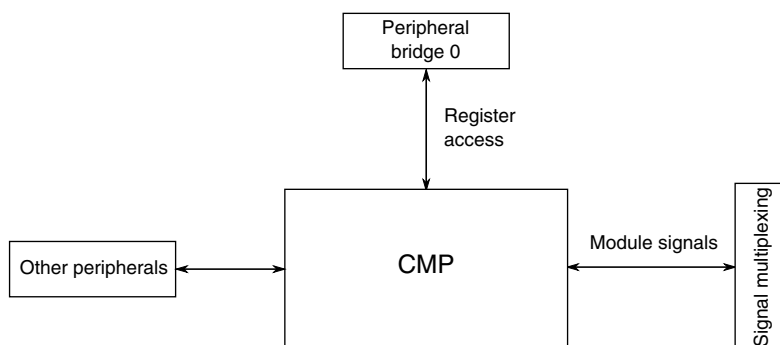 Peripheral
bridge 0
Register
access
Other peripherals
CMP
Module signals
Signal multiplexing